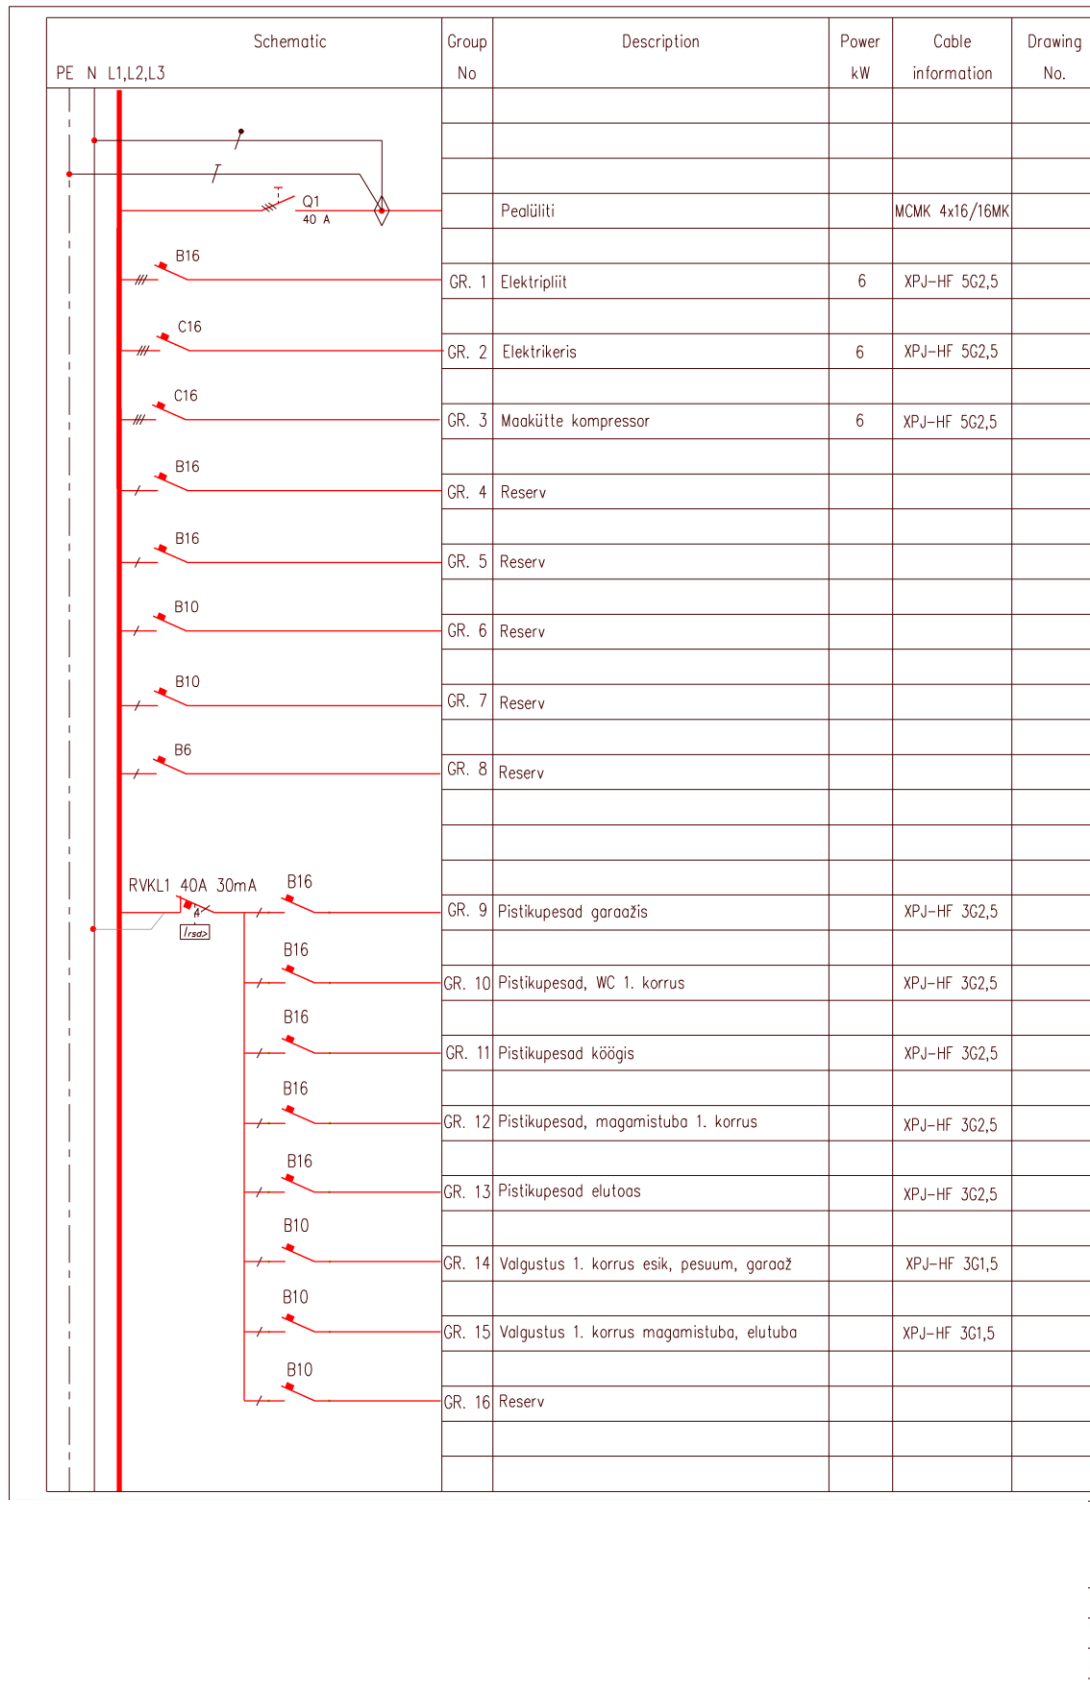 Schematic Group Description Power Cable Drawing
PE N L1,L2,L3 No kW information No.
Q1
40 A Pealüliti MCMK 4x16/16MK
B16
GR. 1 Elektripliit 6 XPJ-HF 5G2,5
C16
GR. 2 Elektrikeris 6 XPJ-HF 5G2,5
C16
GR. 3 Maakütte kompressor 6 XPJ-HF 5G2,5
B16
GR. 4 Reserv
B16
GR. 5 Reserv
B10
GR. 6 Reserv
B10
GR. 7 Reserv
B6
GR. 8 Reserv
RVKL1 40A 30mA B16
4 GR. 9 Pistikupesad garaažis XPJ-HF 3G2,5
Irsd>
B16
GR. 10 Pistikupesad, WC 1. korrus XPJ-HF 3G2,5
B16
GR. 11 Pistikupesad köögis XPJ-HF 3G2,5
B16
GR. 12 Pistikupesad, magamistuba 1. korrus XPJ-HF 3G2,5
B16
GR. 13 Pistikupesad elutoas XPJ-HF 3G2,5
B10
GR. 14 Valgustus 1. korrus esik, pesuum, garaaž XPJ-HF 3G1,5
B10
GR. 15 Valgustus 1. korrus magamistuba, elutuba XPJ-HF 3G1,5
B10
GR. 16 Reserv